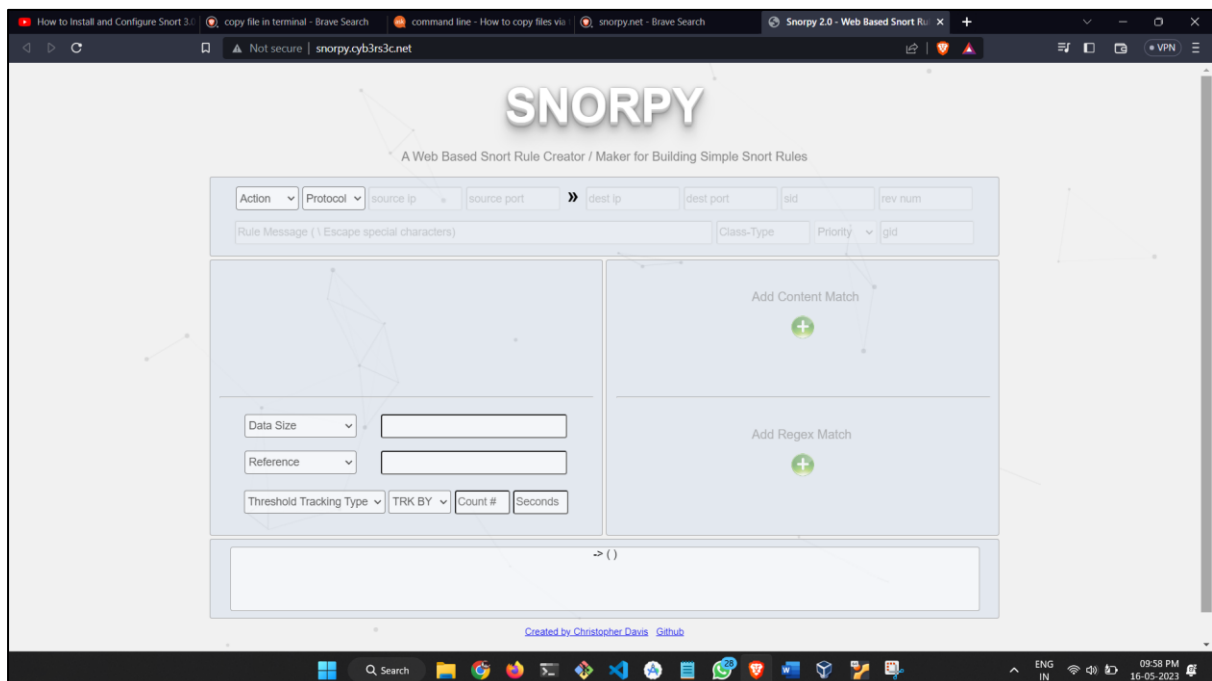 How to Install and Configure Snort 3.0
copy file in terminal - Brave Search
command line - How to copy files via
snorpy.net - Brave Search
Snorpy 2.0 - Web Based Snort Ru
Not secure | snorpy.cyb3rs3c.net
VPN
SNORPY
A Web Based Snort Rule Creator / Maker for Building Simple Snort Rules
Action Protocol source ip source port » dest ip dest port sid rev num
Rule Message ( \ Escape special characters) Class-Type Priority gid
Add Content Match
Data Size
Add Regex Match
Reference
Threshold Tracking Type TRK BY Count # Seconds
-> ( )
Created by Christopher Davis Github
Search
28
ENG
IN
09:58 PM
16-05-2023